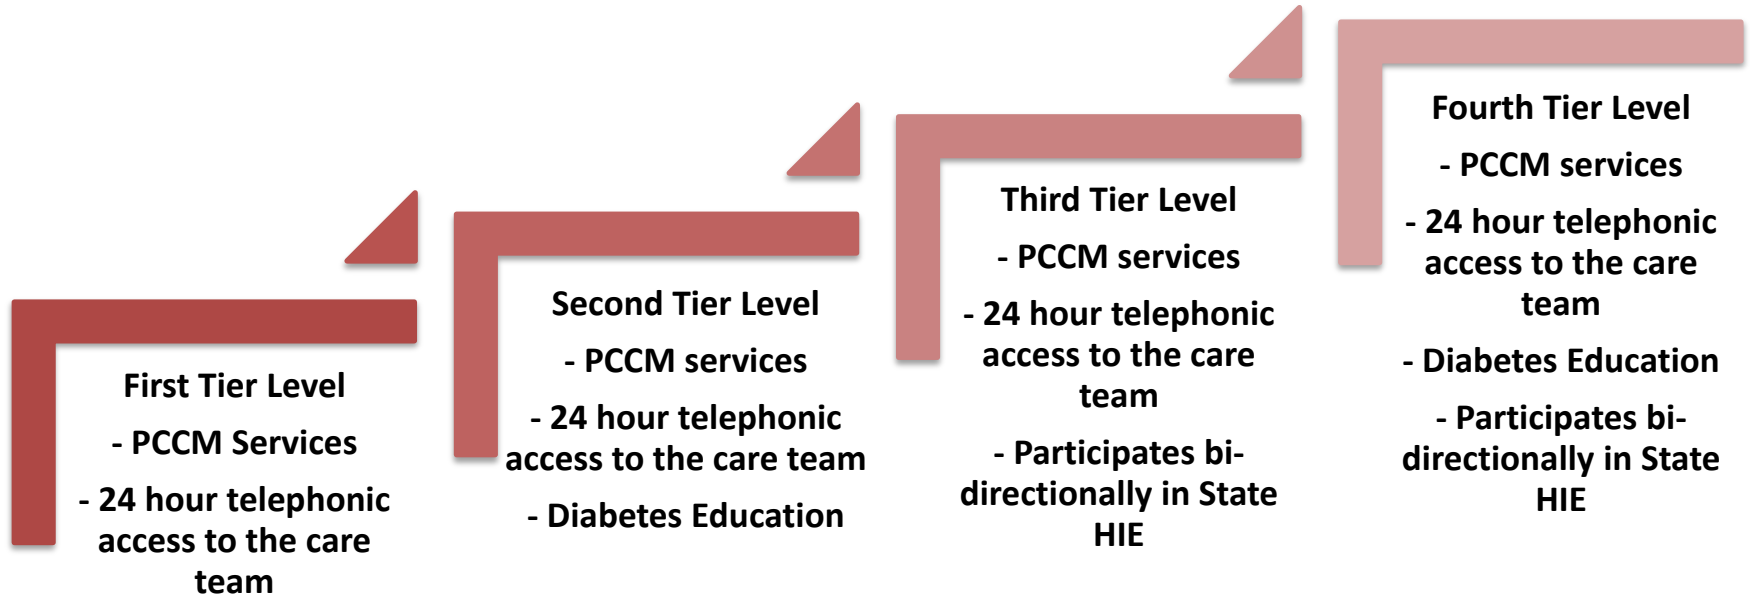 First Tier Level
- PCCM Services
- 24 hour telephonic
access to the care
team
Second Tier Level
- PCCM services
- 24 hour telephonic
access to the care team
- Diabetes Education
Third Tier Level
- PCCM services
- 24 hour telephonic
access to the care
team
- Participates bi-
directionally in State
HIE
Fourth Tier Level
- PCCM services
- 24 hour telephonic
access to the care
team
- Diabetes Education
- Participates bi-
directionally in State
HIE